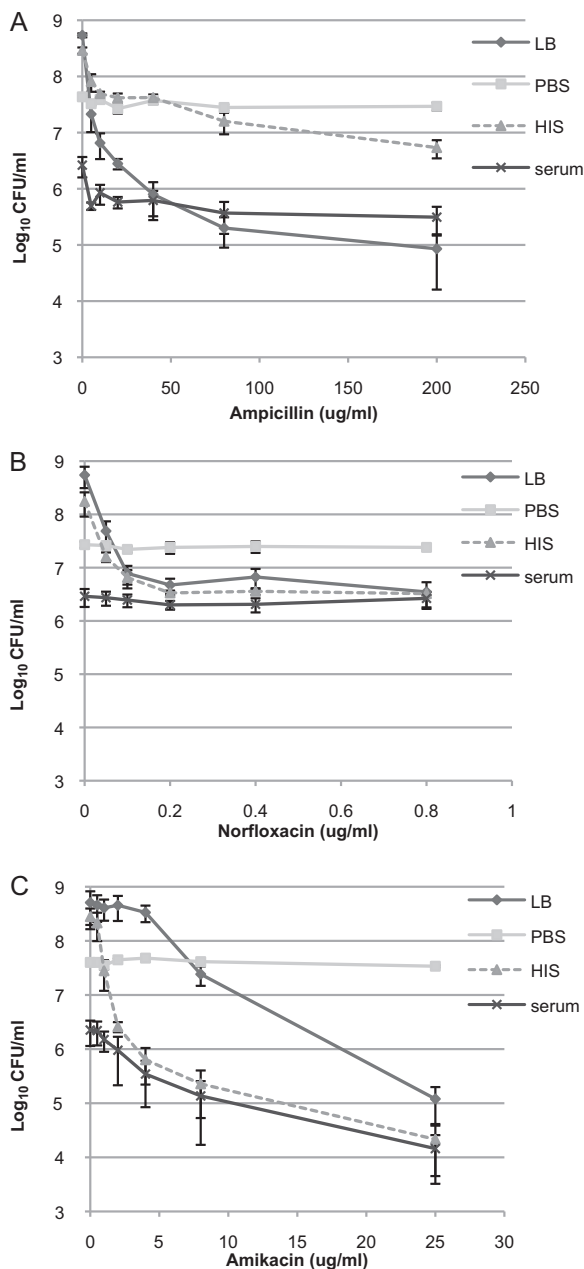 A
9
8
7
6
5
4
3
Log10 CFU/ml
0 50 100 150 200 250
Ampicillin (ug/ml)
LB
PBS
HIS
serum
B
9
8
7
6
5
4
3
Log10 CFU/ml
0 0.2 0.4 0.6 0.8 1
Norfloxacin (ug/ml)
LB
PBS
HIS
serum
C
9
8
7
6
5
4
3
Log10 CFU/ml
0 5 10 15 20 25 30
Amikacin (ug/ml)
LB
PBS
HIS
serum